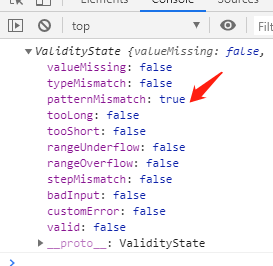 Elements
Console
top
Filt
▼ValidityState {valueMissing: false,
valueMissing: false
typeMismatch: false
patternMismatch: true
tooLong: false
tooShort: false
rangeUnderflow: false
rangeOverflow: false
stepMismatch: false
badInput: false
customError: false
valid: false
▶__proto__: ValidityState
>